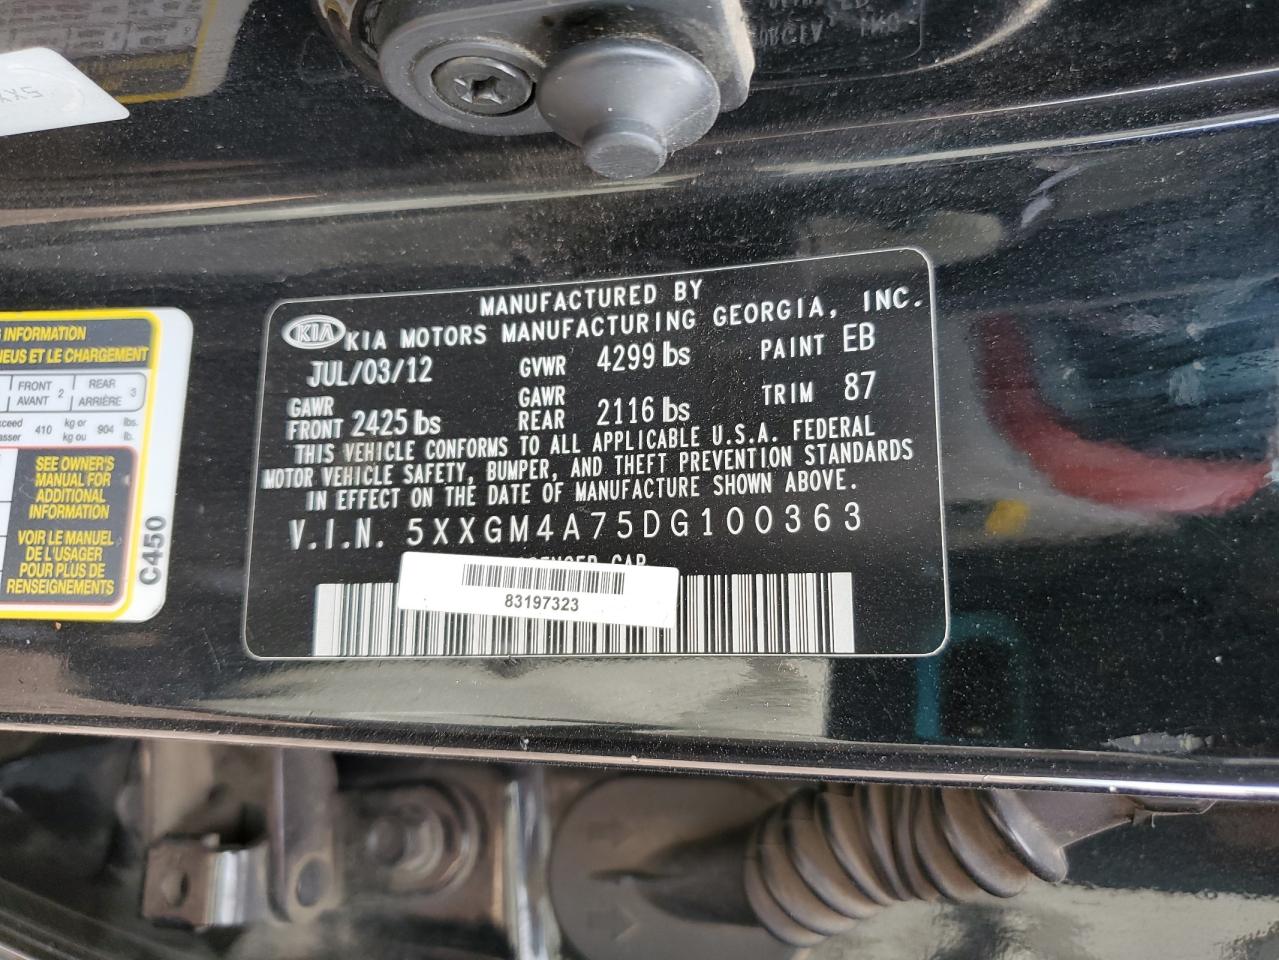 MANUFACTURED BY
KIA KIA MOTORS MANUFACTURING GEORGIA, INC.
JUL/03/12 GVWR 4299 lbs PAINT EB
GAWR FRONT 2425 lbs GAWR REAR 2116 lbs TRIM 87
THIS VEHICLE CONFORMS TO ALL APPLICABLE U.S.A. FEDERAL
MOTOR VEHICLE SAFETY, BUMPER, AND THEFT PREVENTION STANDARDS
IN EFFECT ON THE DATE OF MANUFACTURE SHOWN ABOVE.
V.I.N. 5XXGM4A75DG100363
CAR
83197323
INFORMATION
NEUS ET LE CHARGEMENT
FRONT AVANT 2 REAR ARRIÈRE 3
410 kg or kg ou 904 lbs. lb.
SEE OWNER'S
MANUAL FOR
ADDITIONAL
INFORMATION
VOIR LE MANUEL
DE L'USAGER
POUR PLUS DE
RENSEIGNEMENTS
C450